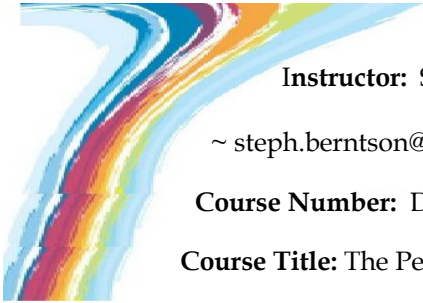 Instructor: S
~ steph.berntson@
Course Number: D
Course Title: The Pe